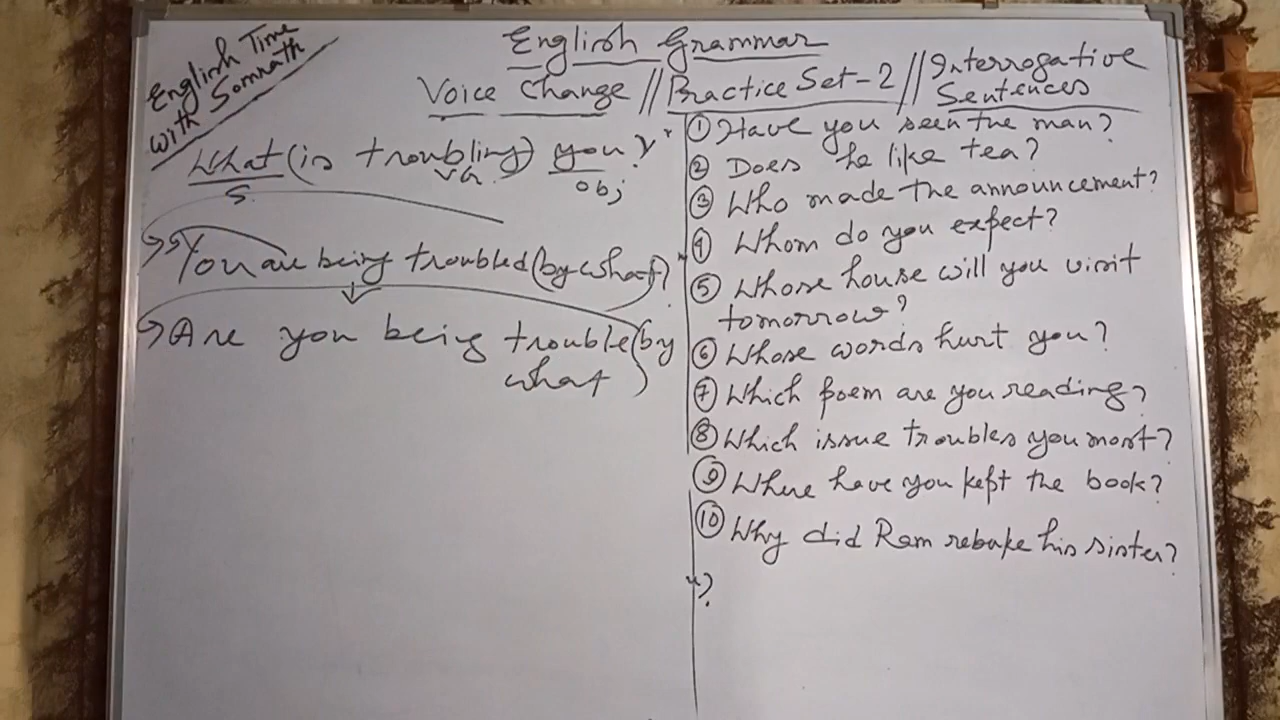 English Time
with Somnath
English Grammar
Voice Change // Practice Set-2 // Interrogative
Sentences
What (is troubling) you?
S. Vb. obj
You are being troubled (by what)?
Are you being trouble (by
what)
① Have you seen the man?
② Does he like tea?
③ Who made the announcement?
④ Whom do you expect?
⑤ Whose house will you visit
tomorrow?
⑥ Whose words hurt you?
⑦ Which poem are you reading?
⑧ Which issue troubles you most?
⑨ Where have you kept the book?
⑩ Why did Ram rebuke his sister?
?